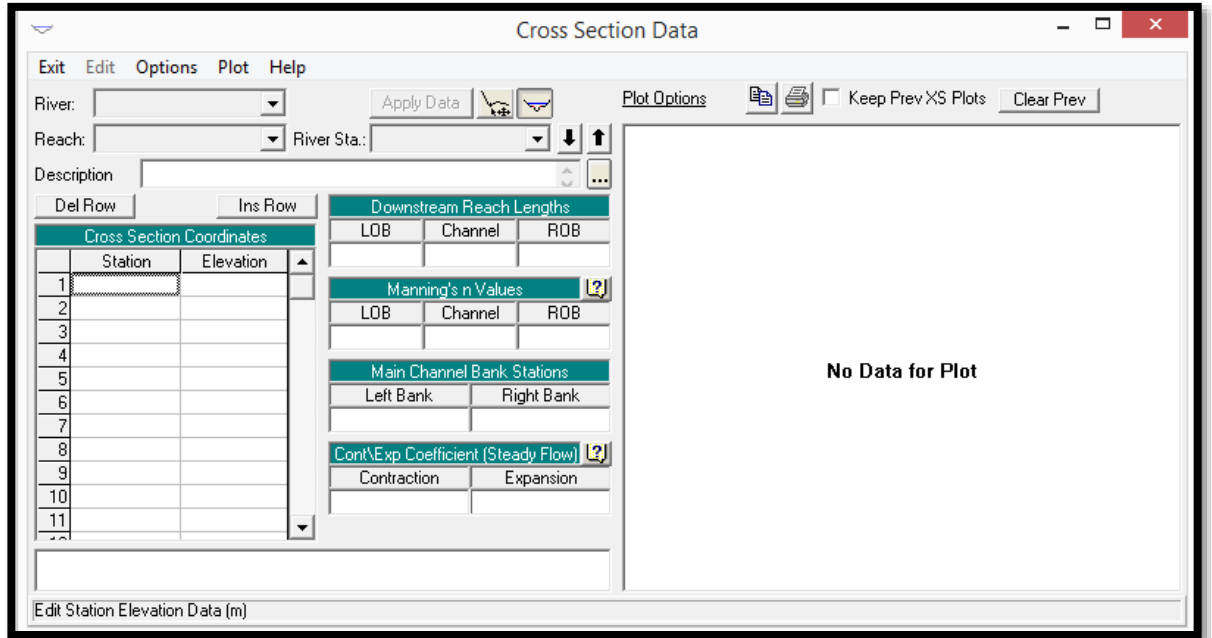 Cross Section Data
Exit Edit Options Plot Help
River:
Apply Data
Plot Options
Keep Prev XS Plots
Clear Prev
Reach:
River Sta.:
Description
...
Del Row
Ins Row
Downstream Reach Lengths
LOB Channel ROB
Cross Section Coordinates
Station Elevation
1
2
3
4
5
6
7
8
9
10
11
Manning's n Values
LOB Channel ROB
Main Channel Bank Stations
Left Bank Right Bank
Cont\Exp Coefficient (Steady Flow)
Contraction Expansion
No Data for Plot
Edit Station Elevation Data (m)